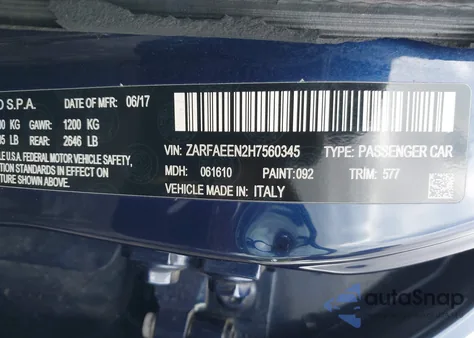 O S.P.A. DATE OF MFR: 06/17
KG GAWR: 1200 KG
LB REAR: 2646 LB
U.S. FEDERAL MOTOR VEHICLE SAFETY,
TION STANDARDS IN EFFECT ON
E SHOWN ABOVE.
VIN: ZARFAEEN2H7560345 TYPE: PASSENGER CAR
MDH: 061610 PAINT:092 TRIM: 577
VEHICLE MADE IN ITALY
autoSnap